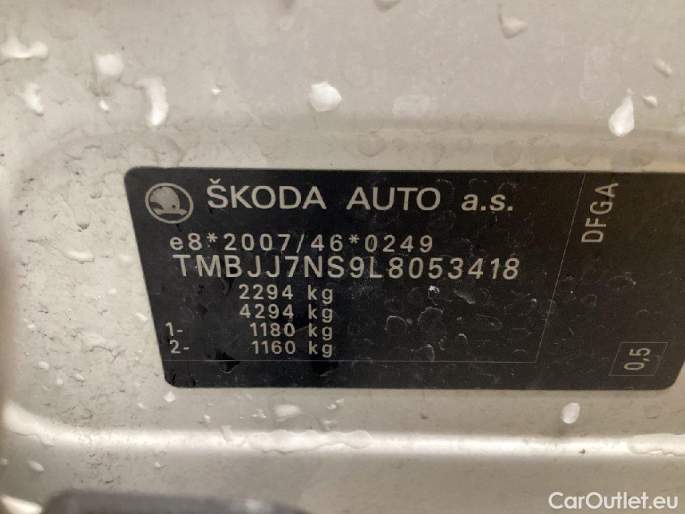 ŠKODA AUTO a.s.
e8*2007/46*0249
TMBJJ7NS9L8053418
2294 kg
4294 kg
1- 1180 kg
2- 1160 kg
DFGA
0,5
CarOutlet.eu